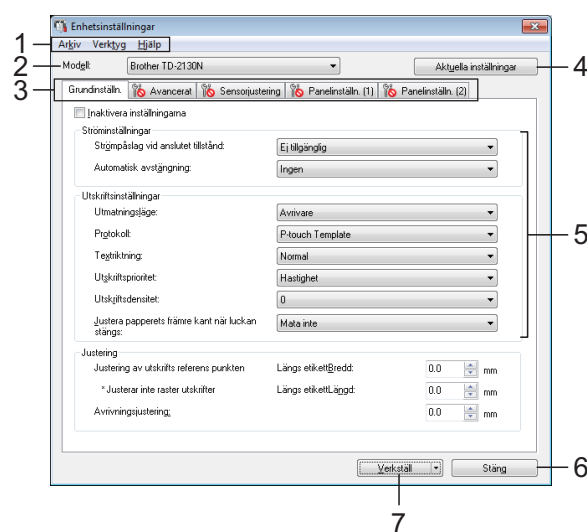 Enhetsinställningar
1 Arkiv Verktyg Hjälp
2 Modell: Brother TD-2130N Aktuella inställningar 4
3 Grundinställn. Avancerat Sensorjustering Panelinställn. (1) Panelinställn. (2)
Inaktivera inställningarna
Ströminställningar
Strömpåslag vid anslutet tillstånd: Ej tillgänglig
Automatisk avstängning: Ingen
Utskriftsinställningar
Utmatningsläge: Avrivare
Protokoll: P-touch Template 5
Textriktning: Normal
Utskriftsprioritet: Hastighet
Utskriftsdensitet: 0
Justera papperets främre kant när luckan stängs: Mata inte
Justering
Justering av utskrifts referens punkten Längs etikettBredd: 0.0 mm
* Justerar inte raster utskrifter Längs etikettLängd: 0.0 mm
Avrivningsjustering: 0.0 mm
Verkställ Stäng 6
7